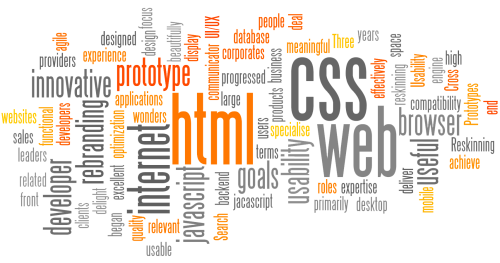 agile
providers
experience
designed
design
focus
beautifully
display
UI/UX
communicator
corporates
database
people
deal
business
meaningful
Three
years
space
effectively
reskinning
Usability
engine
high
Cross
Prototypes
end
innovative
prototype
progressed
products
css
compatibility
websites
functional
developers
rebranding
applications
optimization
wonders
large
html
users
specialise
web
browser
sales
leaders
internet
terms
usability
useful
Reskinning
achieve
related
front
developer
clients
delight
excellent
javascript
backend
goals
jacascript
roles
expertise
deliver
mobile
primarily
desktop
began
quality
relevant
usable
Search